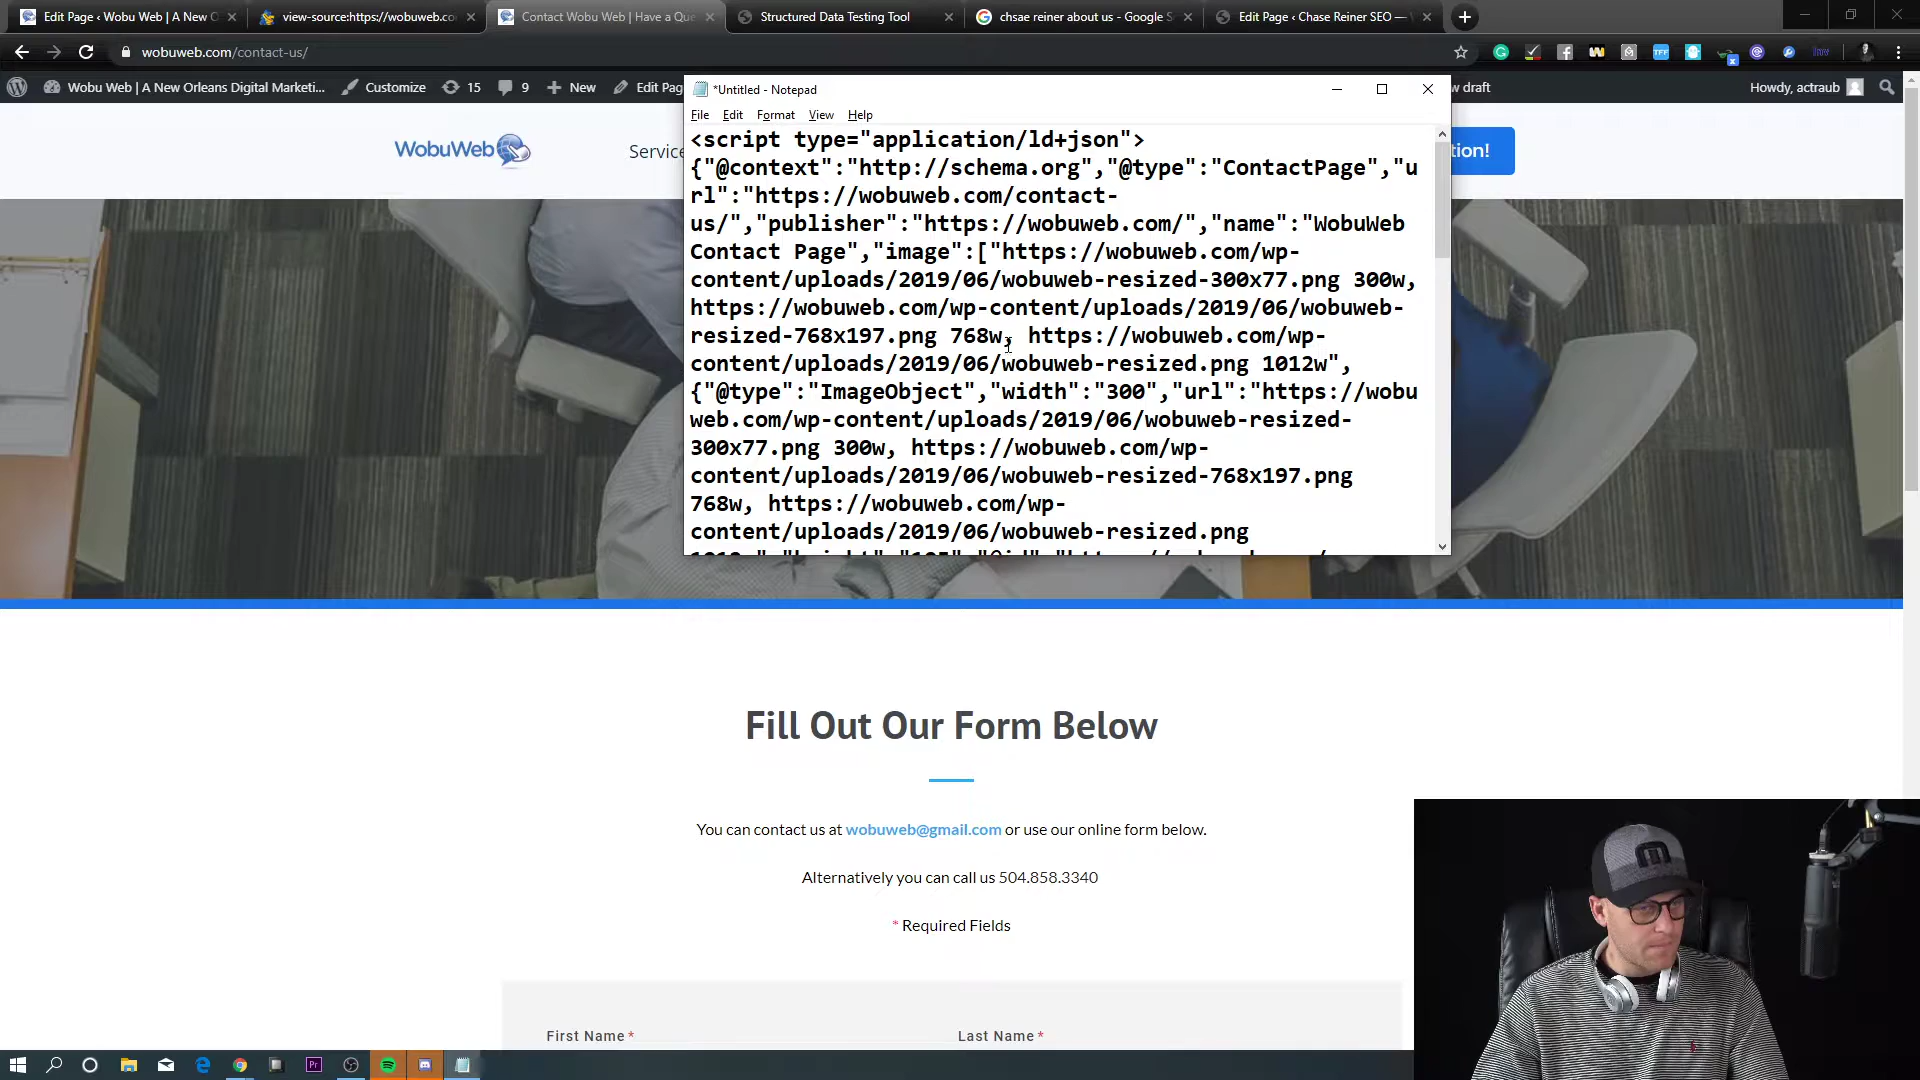 Edit Page ‹ Wobu Web | A New O
view-source:https://wobuweb.co
Contact Wobu Web | Have a Que
Structured Data Testing Tool
chsae reiner about us - Google S
Edit Page ‹ Chase Reiner SEO —
wobuweb.com/contact-us/
Wobu Web | A New Orleans Digital Marketi...
Customize
15
9
New
Edit Pag
w draft
Howdy, actraub
WobuWeb
Service
ion!
*Untitled - Notepad
File Edit Format View Help
<script type="application/ld+json">
{"@context":"http://schema.org","@type":"ContactPage","u
rl":"https://wobuweb.com/contact-
us/","publisher":"https://wobuweb.com/","name":"WobuWeb
Contact Page","image":["https://wobuweb.com/wp-
content/uploads/2019/06/wobuweb-resized-300x77.png 300w,
https://wobuweb.com/wp-content/uploads/2019/06/wobuweb-
resized-768x197.png 768w, https://wobuweb.com/wp-
content/uploads/2019/06/wobuweb-resized.png 1012w",
{"@type":"ImageObject","width":"300","url":"https://wobu
web.com/wp-content/uploads/2019/06/wobuweb-resized-
300x77.png 300w, https://wobuweb.com/wp-
content/uploads/2019/06/wobuweb-resized-768x197.png
768w, https://wobuweb.com/wp-
content/uploads/2019/06/wobuweb-resized.png
Fill Out Our Form Below
You can contact us at wobuweb@gmail.com or use our online form below.
Alternatively you can call us 504.858.3340
* Required Fields
First Name *
Last Name *